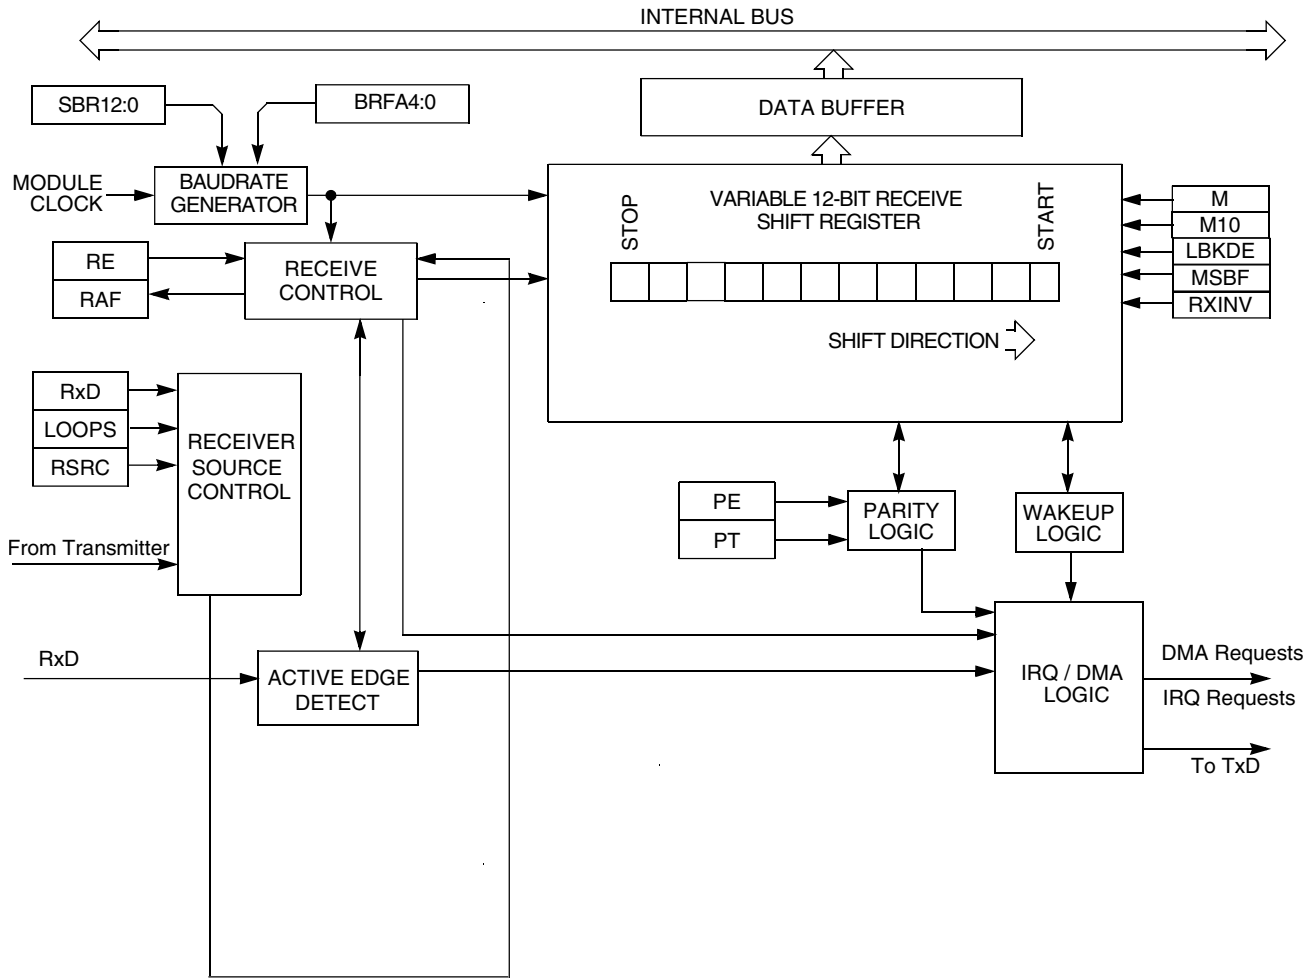 INTERNAL BUS
SBR12:0
BRFA4:0
DATA BUFFER
MODULE
CLOCK
BAUDRATE
GENERATOR
VARIABLE 12-BIT RECEIVE
SHIFT REGISTER
STOP
START
M
M10
LBKDE
MSBF
RXINV
RE
RAF
RECEIVE
CONTROL
SHIFT DIRECTION
RxD
LOOPS
RSRC
RECEIVER
SOURCE
CONTROL
From Transmitter
PE
PT
PARITY
LOGIC
WAKEUP
LOGIC
RxD
ACTIVE EDGE
DETECT
IRQ / DMA
LOGIC
DMA Requests
IRQ Requests
To TxD